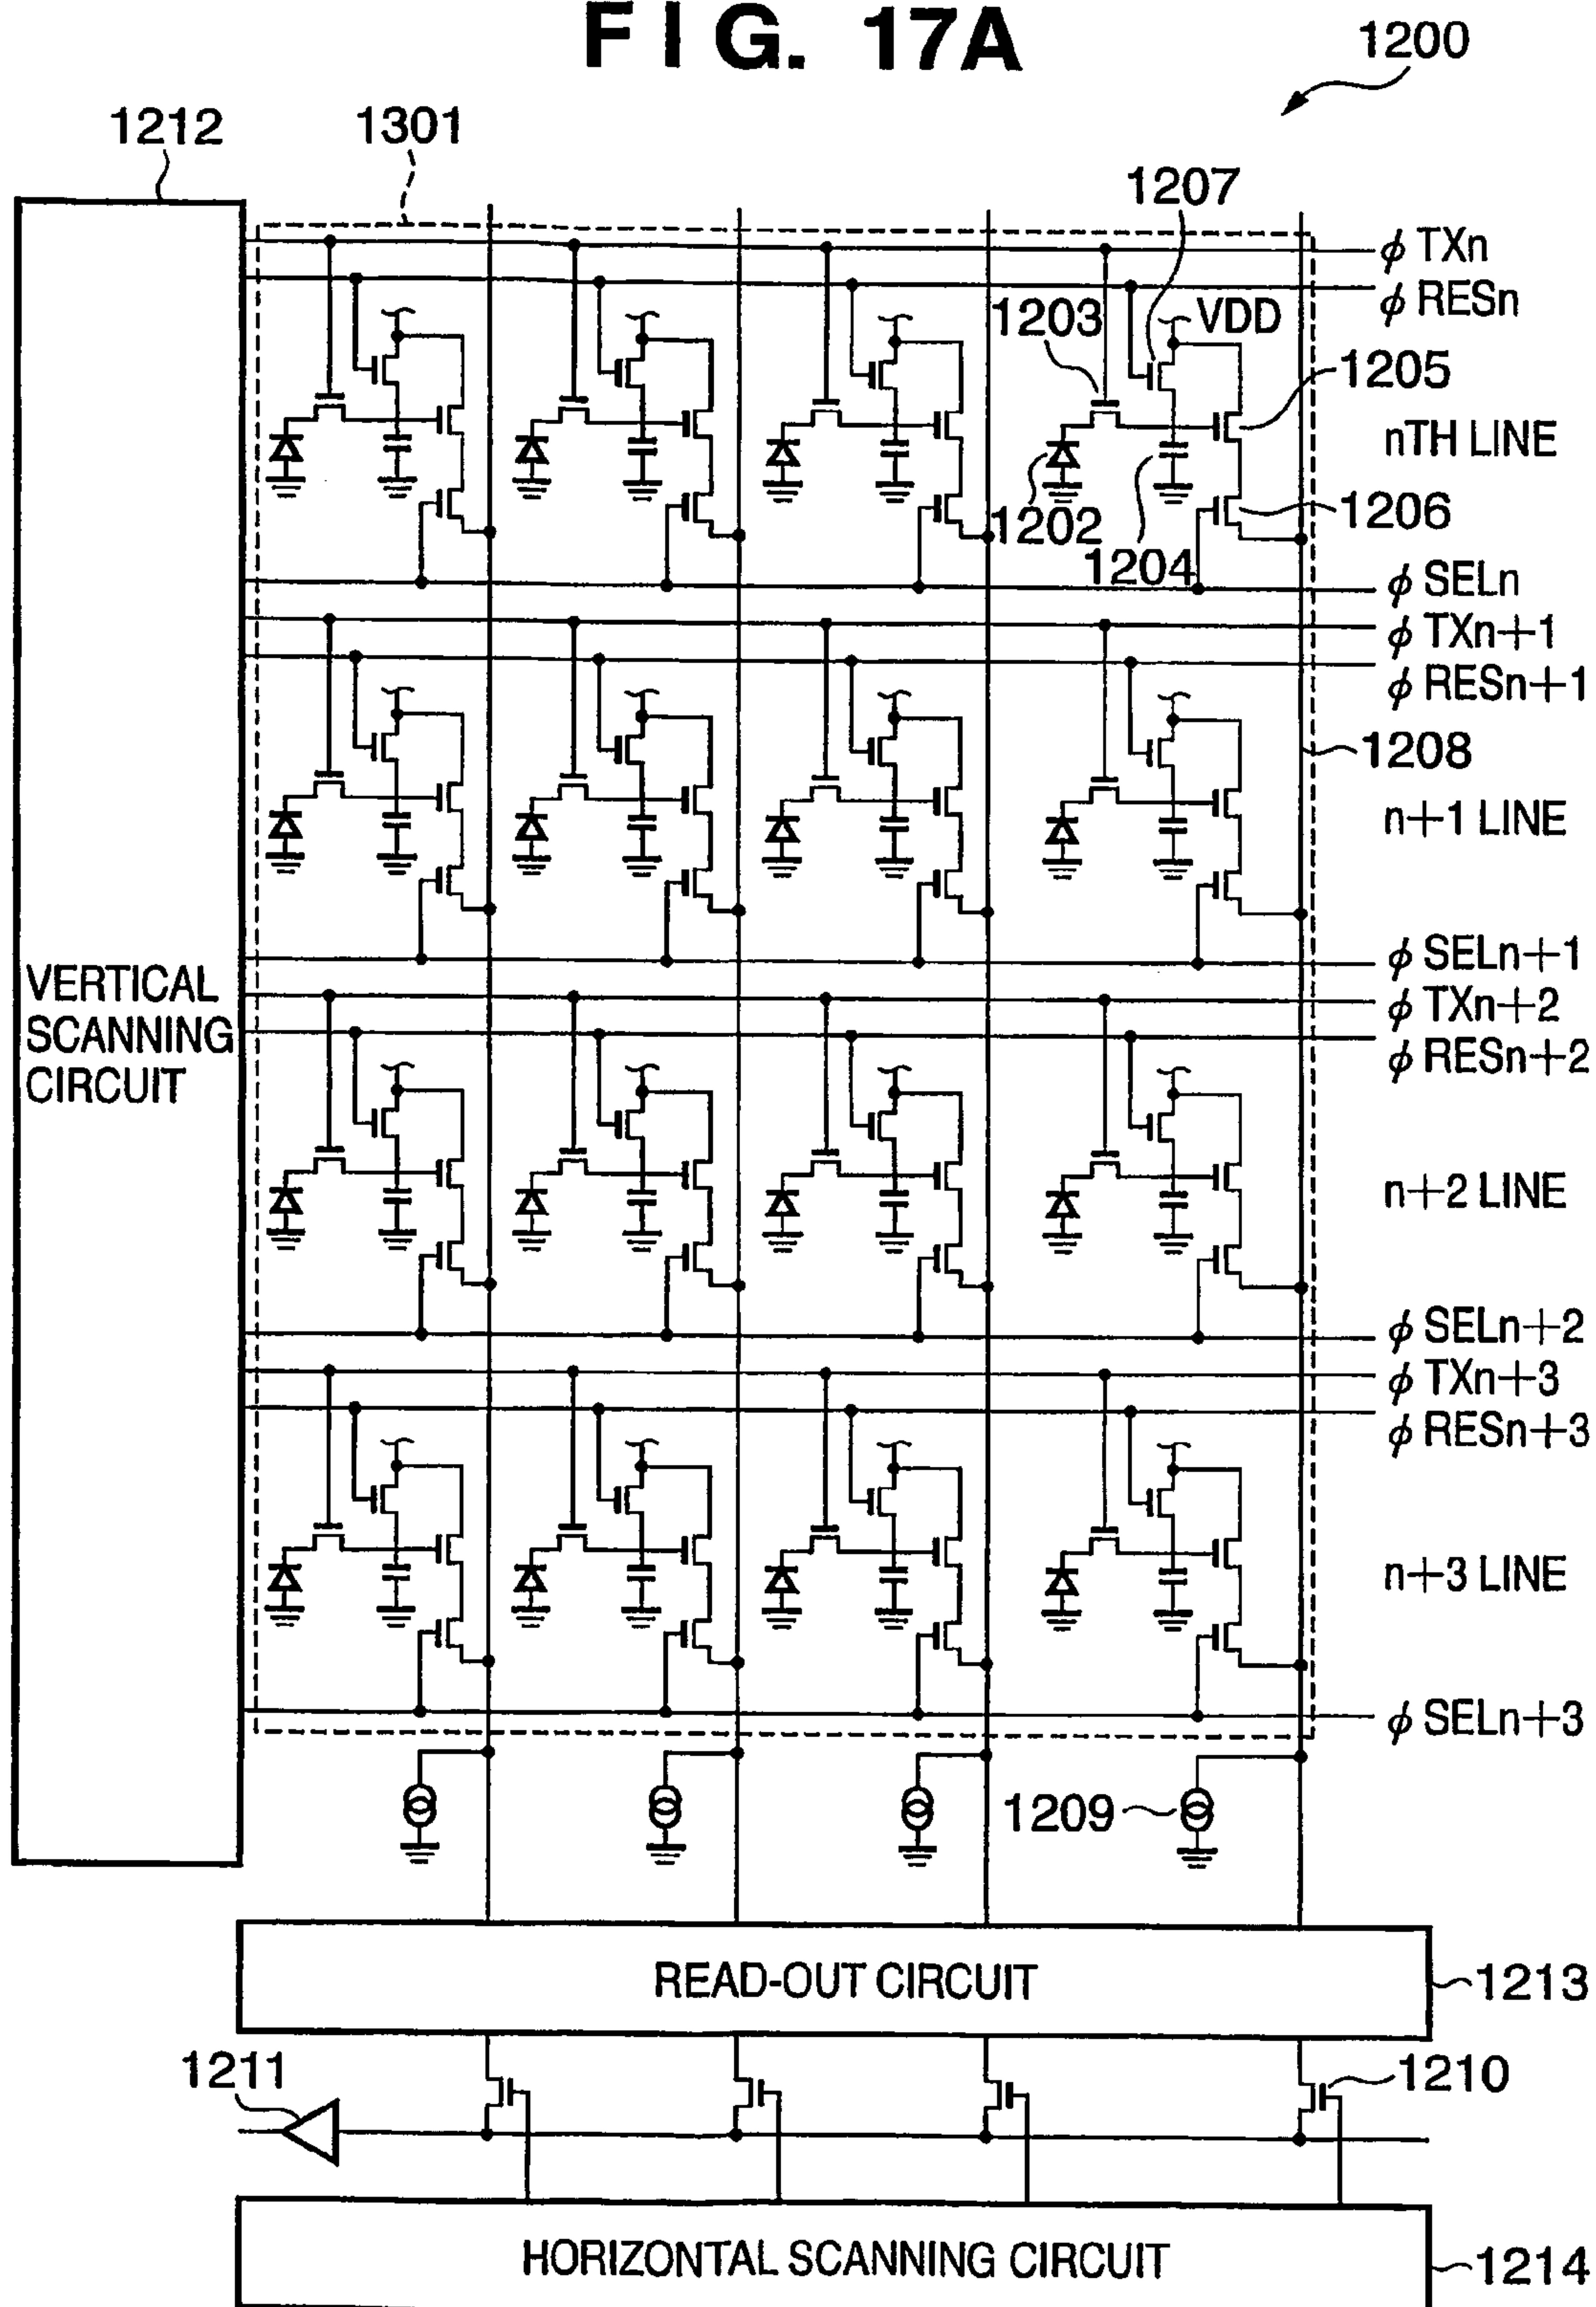 FIG. 17A
1200
1212
1301
1207
φ TXn
φ RESn
1203
VDD
1205
nTH LINE
1202
1204
1206
φ SELn
φ TXn+1
φ RESn+1
1208
n+1 LINE
φ SELn+1
VERTICAL
SCANNING
CIRCUIT
φ TXn+2
φ RESn+2
n+2 LINE
φ SELn+2
φ TXn+3
φ RESn+3
n+3 LINE
φ SELn+3
1209
READ-OUT CIRCUIT
1213
1211
1210
HORIZONTAL SCANNING CIRCUIT
1214